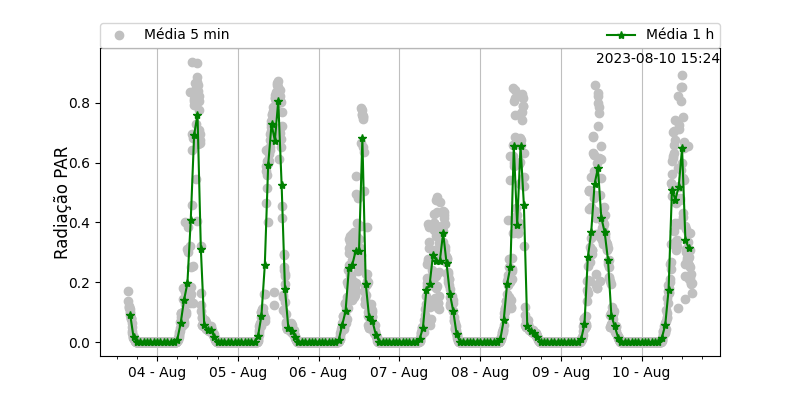 Média 5 min
Média 1 h
2023-08-10 15:24
Radiação PAR
0.8
0.6
0.4
0.2
0.0
04 - Aug
05 - Aug
06 - Aug
07 - Aug
08 - Aug
09 - Aug
10 - Aug